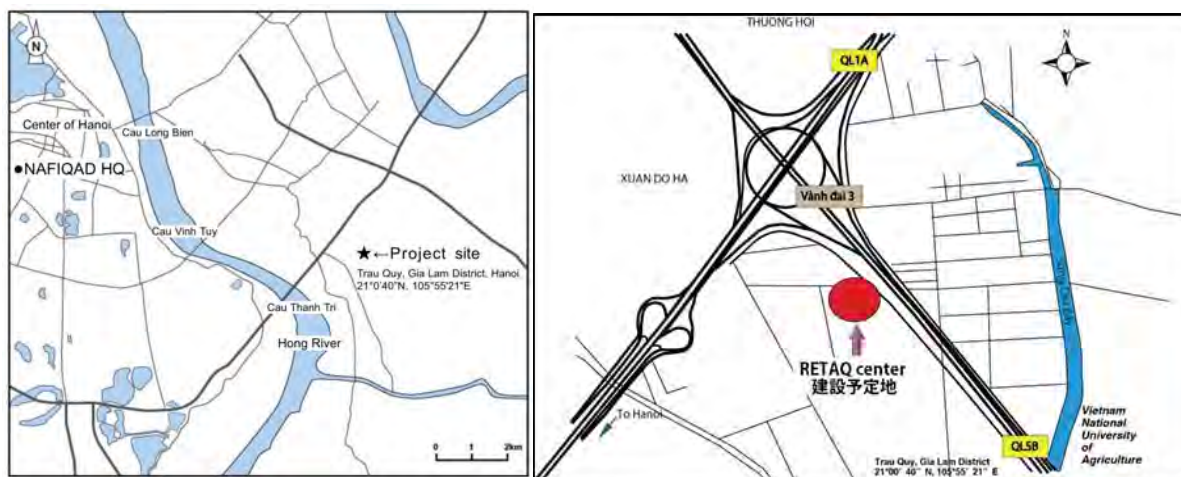 N
Center of Hanoi
Cau Long Bien
●NAFIQAD HQ
Cau Vinh Tuy
★←Project site
Trau Quy, Gia Lam District, Hanoi
21°0'40"N, 105°55'21"E
Cau Thanh Tri
Hong River
0 1 2km
THUONG HOI
N
QL1A
XUAN DO HA
Vành đai 3
RETAQ center
建設予定地
To Hanoi
Vietnam
National
University
of
Agriculture
QL5B
Trau Quy, Gia Lam District
21°00' 40" N, 105°55' 21" E